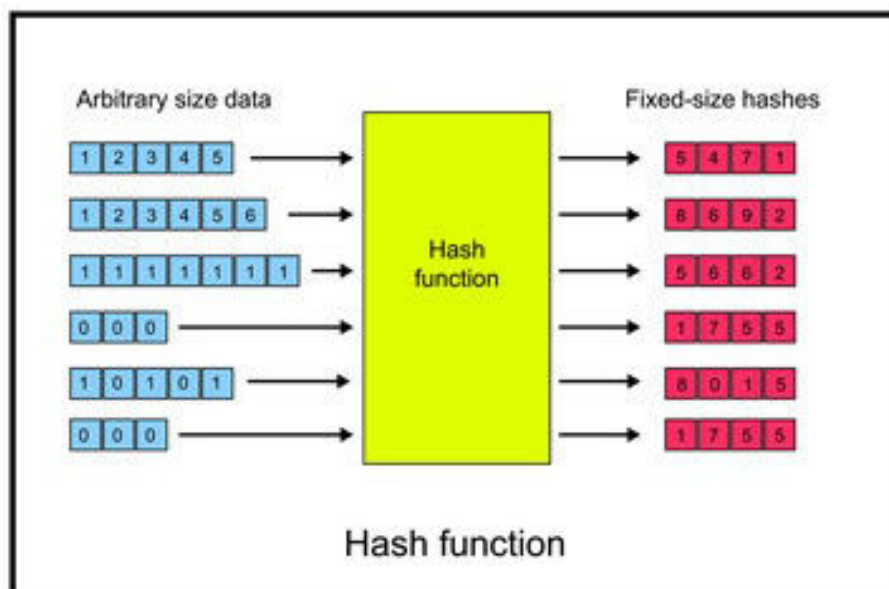 Arbitrary size data Fixed-size hashes
1 2 3 4 5 5 4 7 1
1 2 3 4 5 6 8 6 9 2
Hash
1 1 1 1 1 1 1 5 6 6 2
function
0 0 0 1 7 5 5
1 0 1 0 1 8 0 1 5
0 0 0 1 7 5 5
Hash function